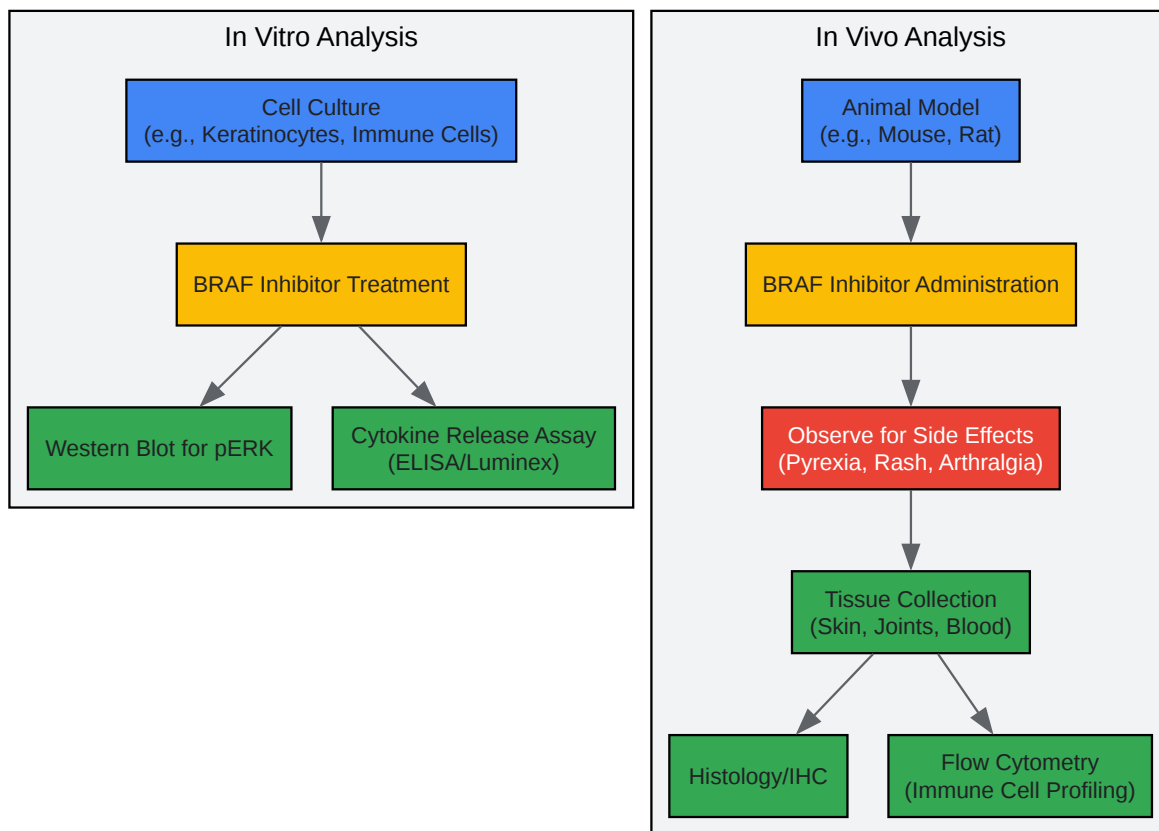 In Vitro Analysis
Cell Culture
(e.g., Keratinocytes, Immune Cells)
BRAF Inhibitor Treatment
Western Blot for pERK
Cytokine Release Assay
(ELISA/Luminex)
In Vivo Analysis
Animal Model
(e.g., Mouse, Rat)
BRAF Inhibitor Administration
Observe for Side Effects
(Pyrexia, Rash, Arthralgia)
Tissue Collection
(Skin, Joints, Blood)
Histology/IHC
Flow Cytometry
(Immune Cell Profiling)